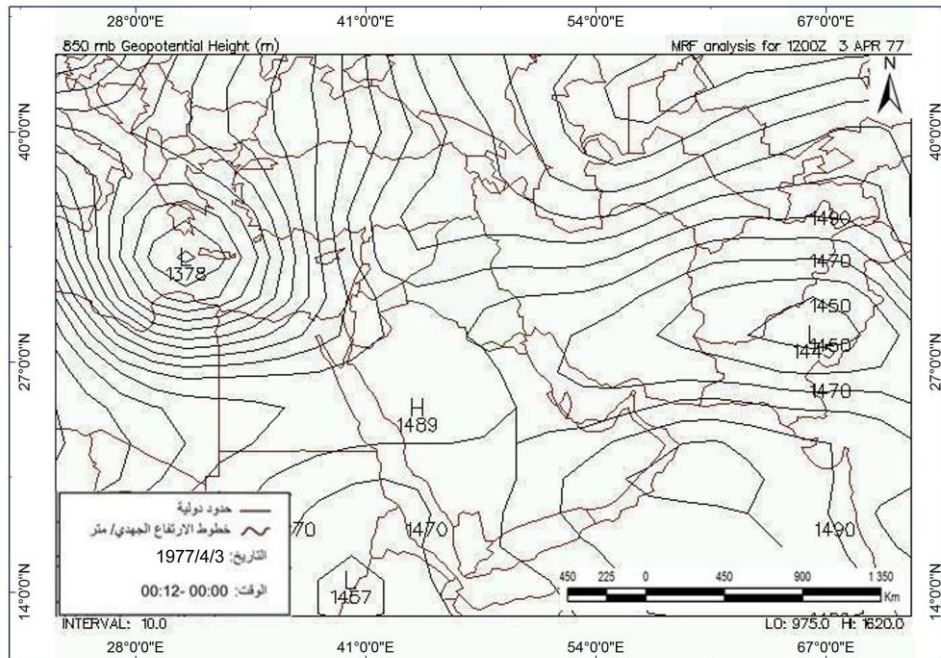 28°0'0"E 41°0'0"E 54°0'0"E 67°0'0"E
850 mb Geopotential Height (m) MRF analysis for 1200Z 3 APR 77
N
40°0'0"N 40°0'0"N
1490
L
1378
1470
1450
L
1450
1445
27°0'0"N 27°0'0"N
1470
H
1489
حدود دولية
خطوط الارتفاع الجهدي/ متر
التاريخ: 1977/4/3
الوقت: 00:00 -00:12
70
1470
1490
L
1457
14°0'0"N 14°0'0"N
450 225 0 450 900 1 350
Km
INTERVAL: 10.0 LO: 975.0 HI: 1620.0
28°0'0"E 41°0'0"E 54°0'0"E 67°0'0"E